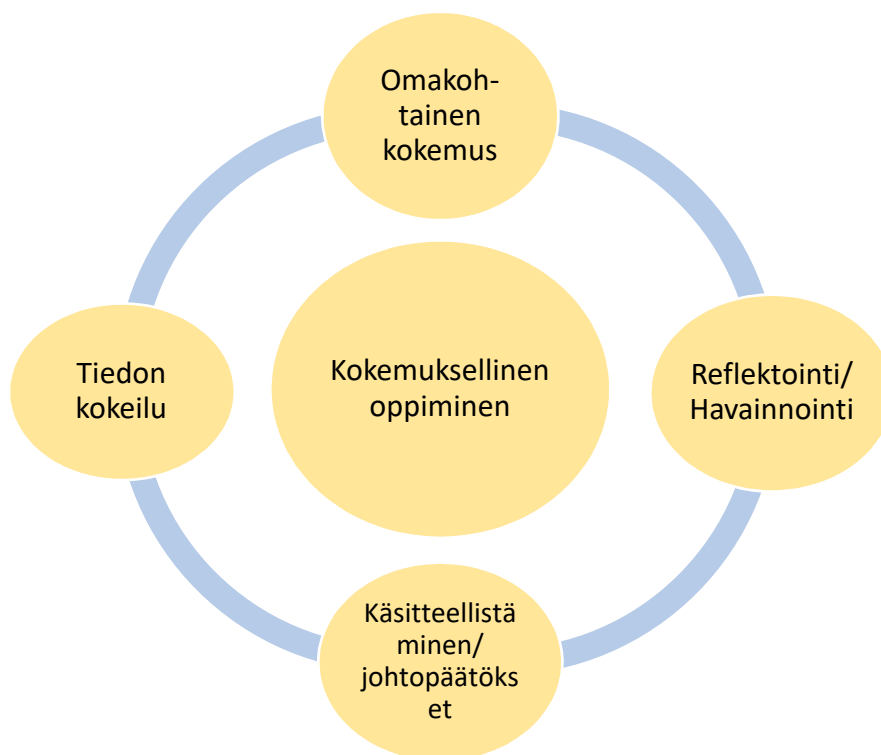 Omakoh-
tainen
kokemus
Tiedon
kokeilu
Kokemuksellinen
oppiminen
Reflektointi/
Havainnointi
Käsitteellistä
minen/
johtopäätöks
et